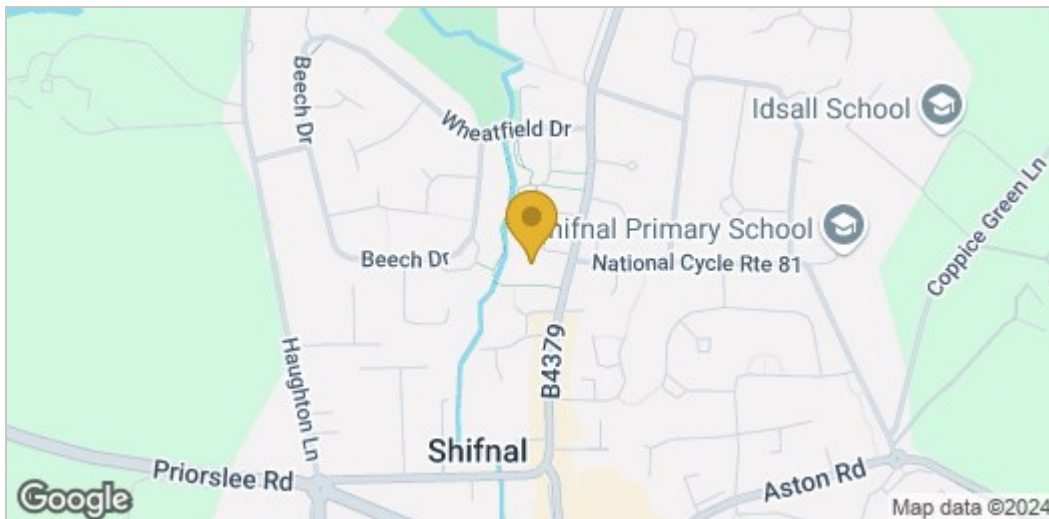 Beech Dr
Wheatfield Dr
Idsall School
Shifnal Primary School
Beech Dr
National Cycle Rte 81
Coppice Green Ln
B4379
Haughton Ln
Shifnal
Priorslee Rd
Aston Rd
Google
Map data ©2024